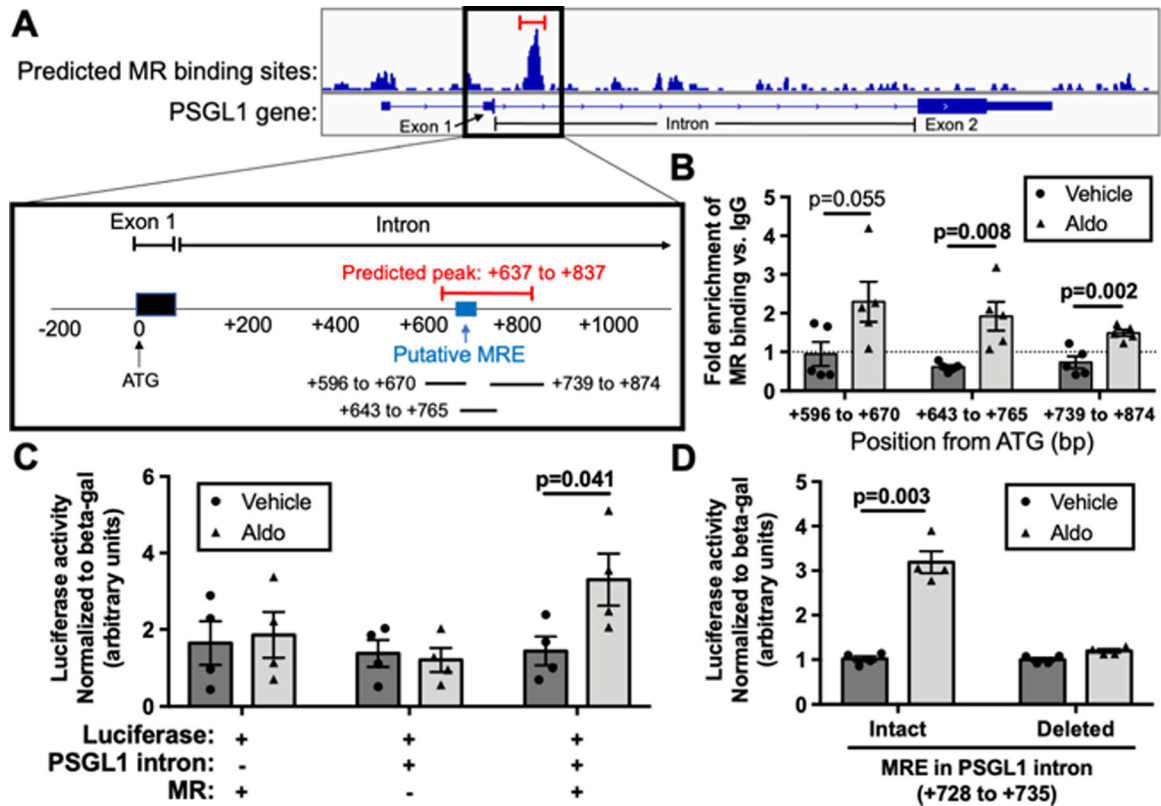 A
Predicted MR binding sites:
PSGL1 gene:
Exon 1
Intron
Exon 2
Exon 1
Intron
Predicted peak: +637 to +837
-200
0
+200
+400
+600
+800
+1000
ATG
Putative MRE
+596 to +670
+739 to +874
+643 to +765
B
Fold enrichment of
MR binding vs. IgG
5
4
3
2
1
0
p=0.055
p=0.008
p=0.002
Vehicle
Aldo
+596 to +670
+643 to +765
+739 to +874
Position from ATG (bp)
C
Luciferase activity
Normalized to beta-gal
(arbitrary units)
6
4
2
0
Vehicle
Aldo
p=0.041
Luciferase: + + +
PSGL1 intron: - + +
MR: + - +
D
Luciferase activity
Normalized to beta-gal
(arbitrary units)
5
4
3
2
1
0
p=0.003
Vehicle
Aldo
Intact
Deleted
MRE in PSGL1 intron
(+728 to +735)